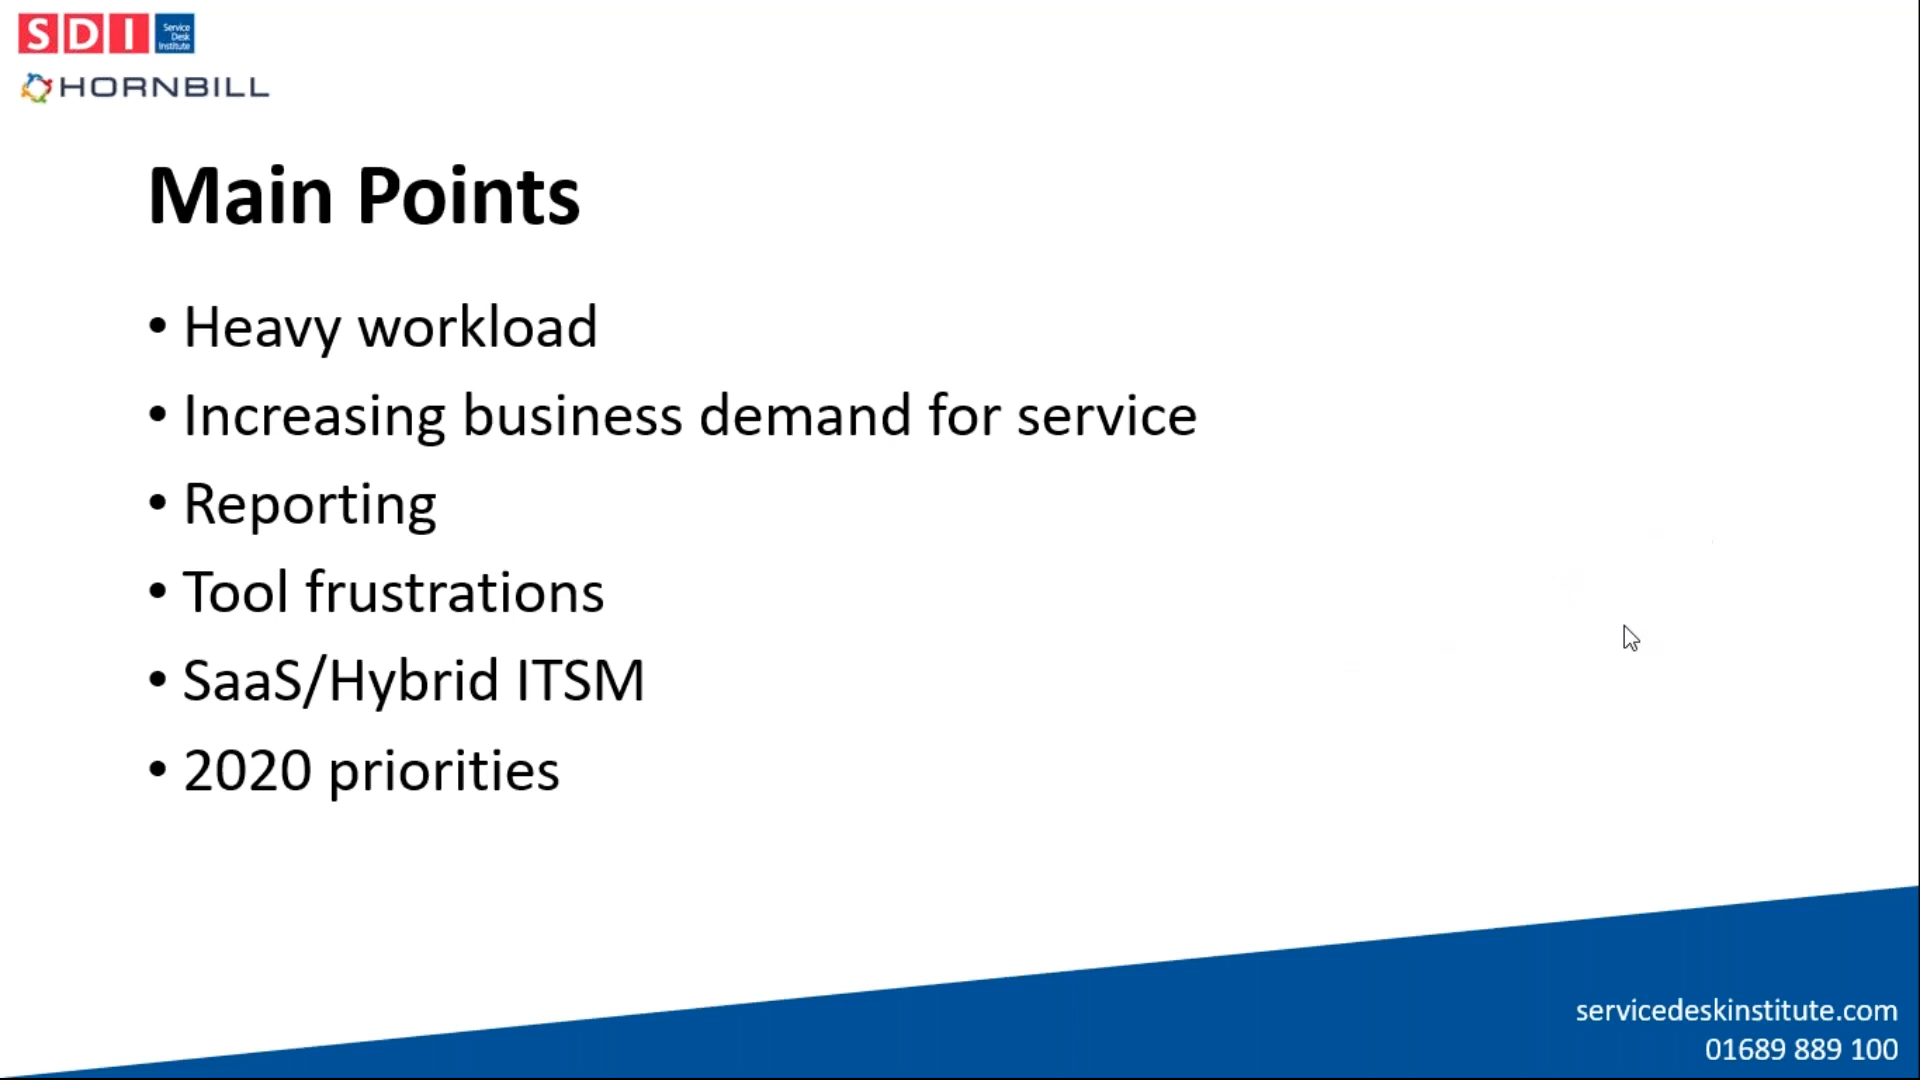 SDI
Service
Desk
Institute
HORNBILL
Main Points
• Heavy workload
• Increasing business demand for service
• Reporting
• Tool frustrations
• SaaS/Hybrid ITSM
• 2020 priorities
servicedeskinstitute.com
01689 889 100